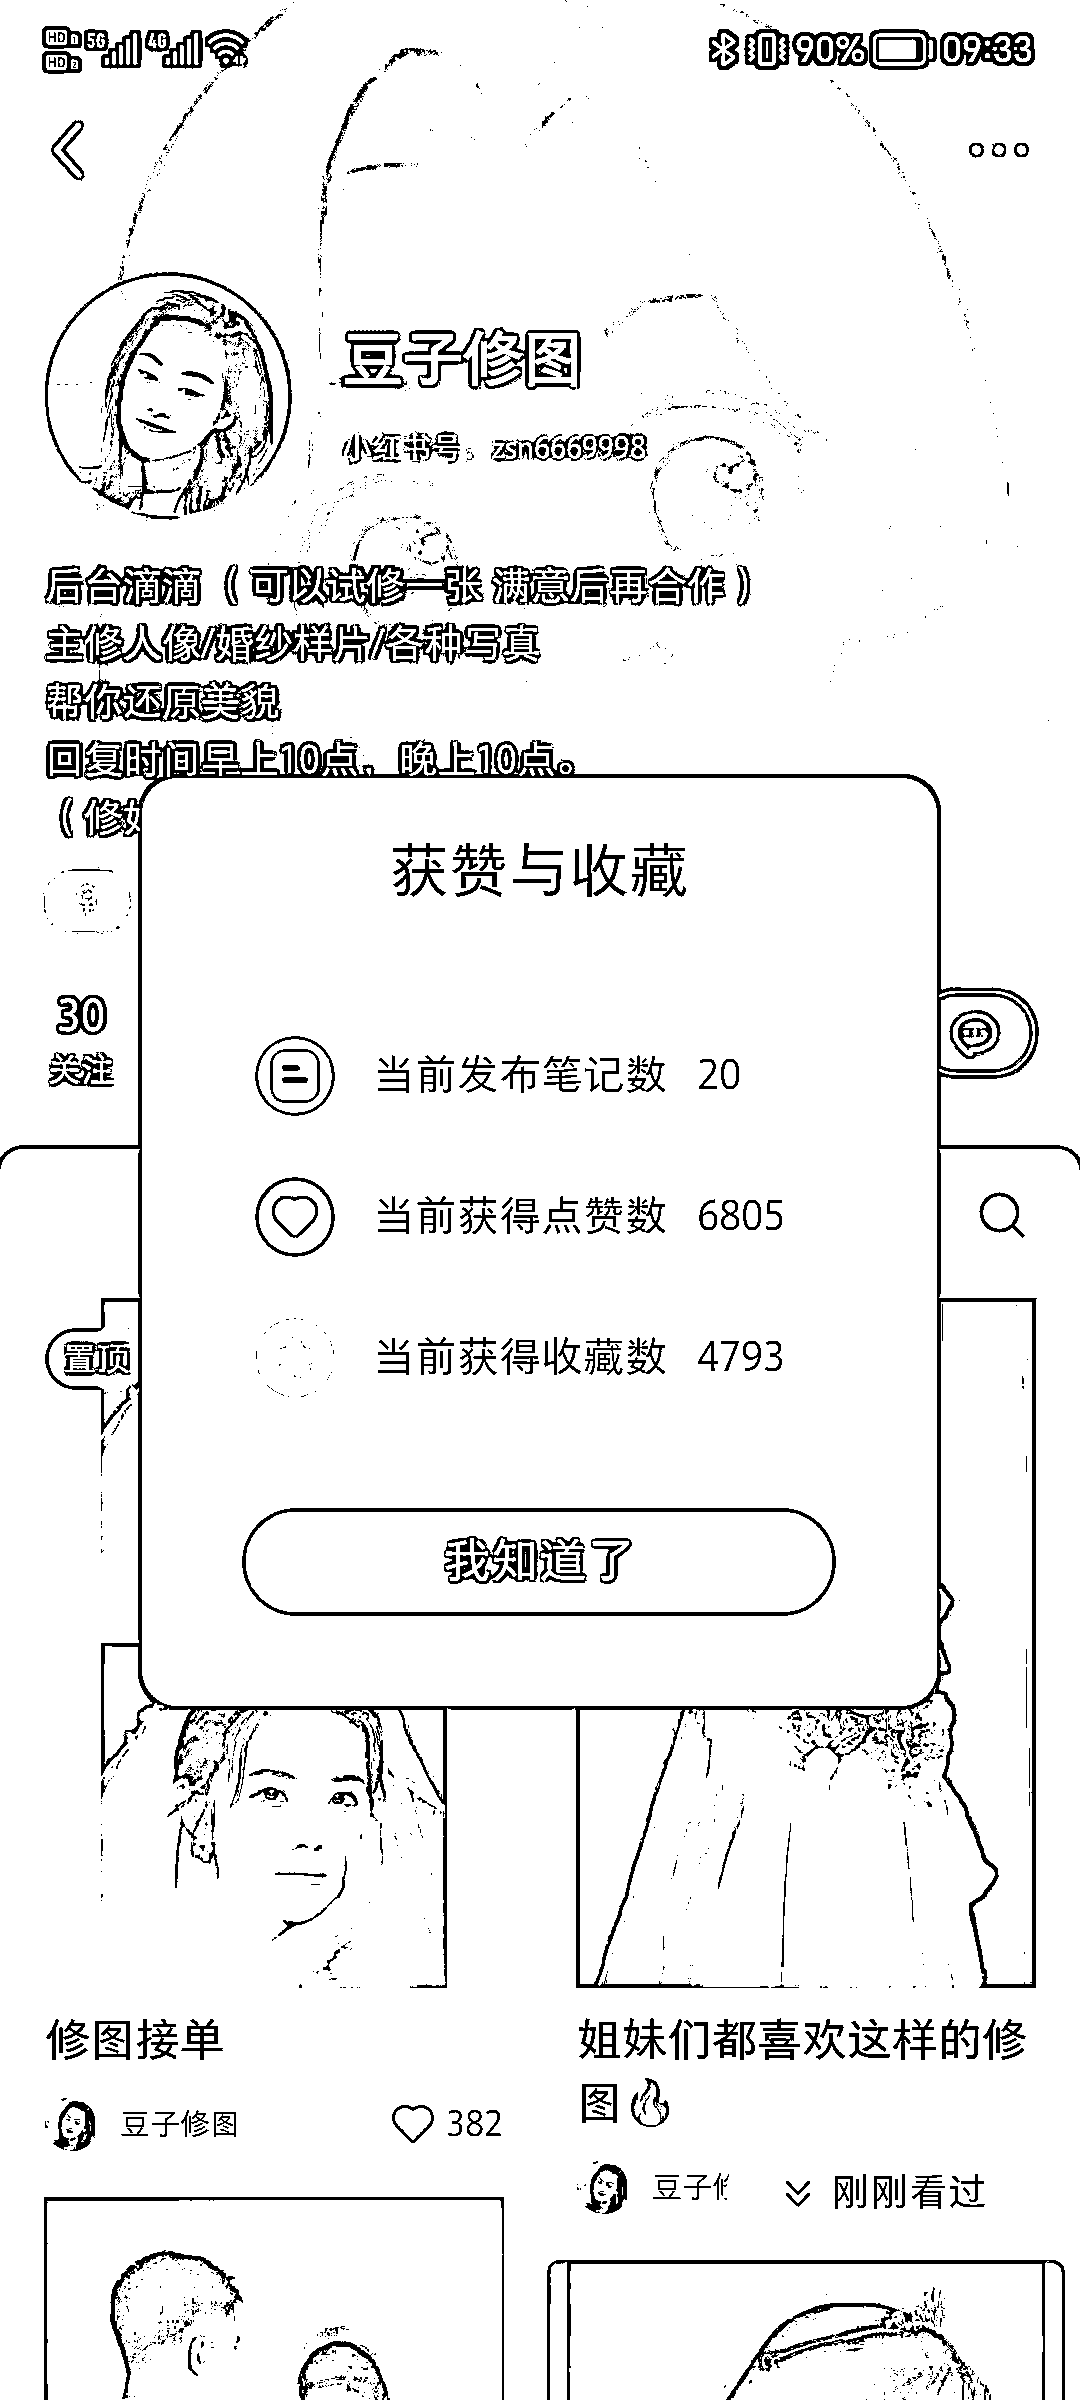 HD1 5G 4G
HD2
90% 09:33
豆子修图
小红书号：zsn6669998
后台滴滴（可以试修一张 满意后再合作）
主修人像/婚纱样片/各种写真
帮你还原美貌
回复时间早上10点，晚上10点。
（修
获赞与收藏
30
关注
当前发布笔记数 20
当前获得点赞数 6805
置顶
当前获得收藏数 4793
我知道了
修图接单
豆子修图 382
姐妹们都喜欢这样的修
图🔥
豆子
刚刚看过